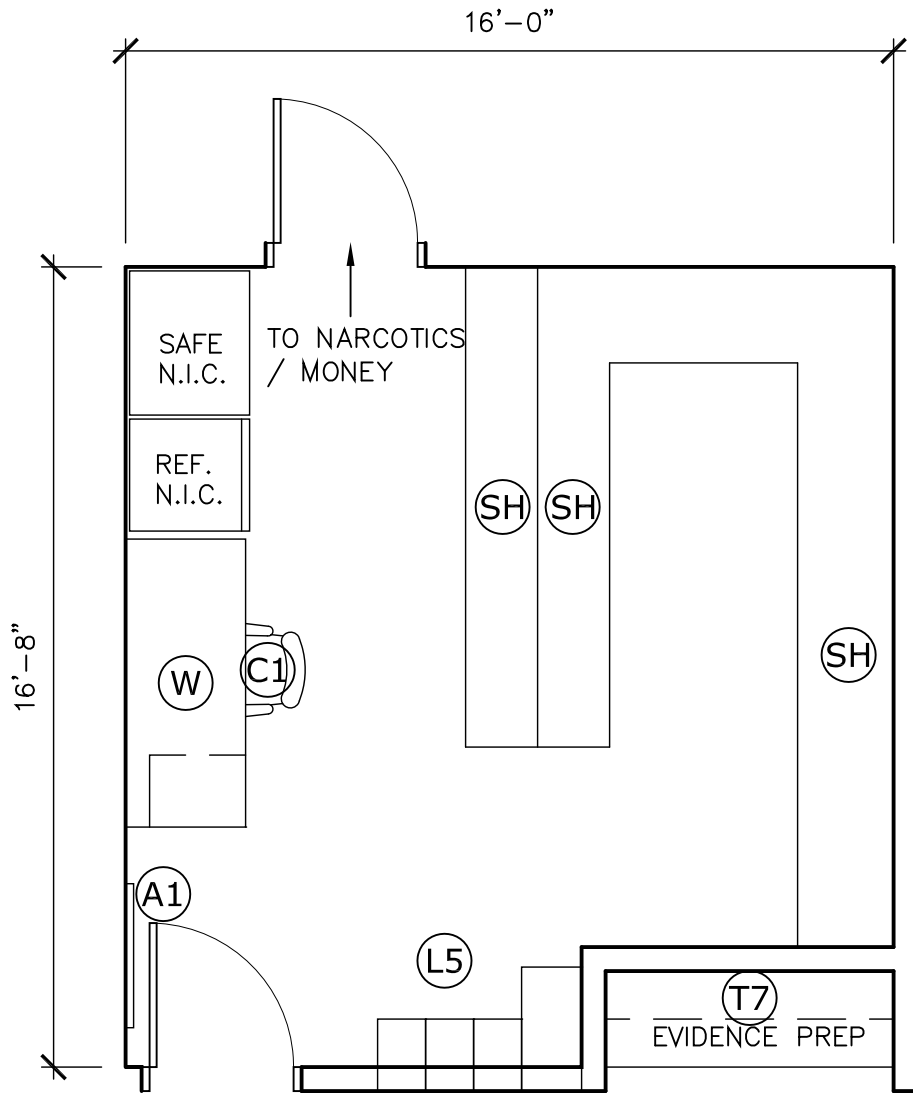 16'-0"
SAFE
N.I.C.
TO NARCOTICS
/ MONEY
REF.
N.I.C.
SH
SH
16'-8"
W
C1
SH
A1
L5
T7
EVIDENCE PREP